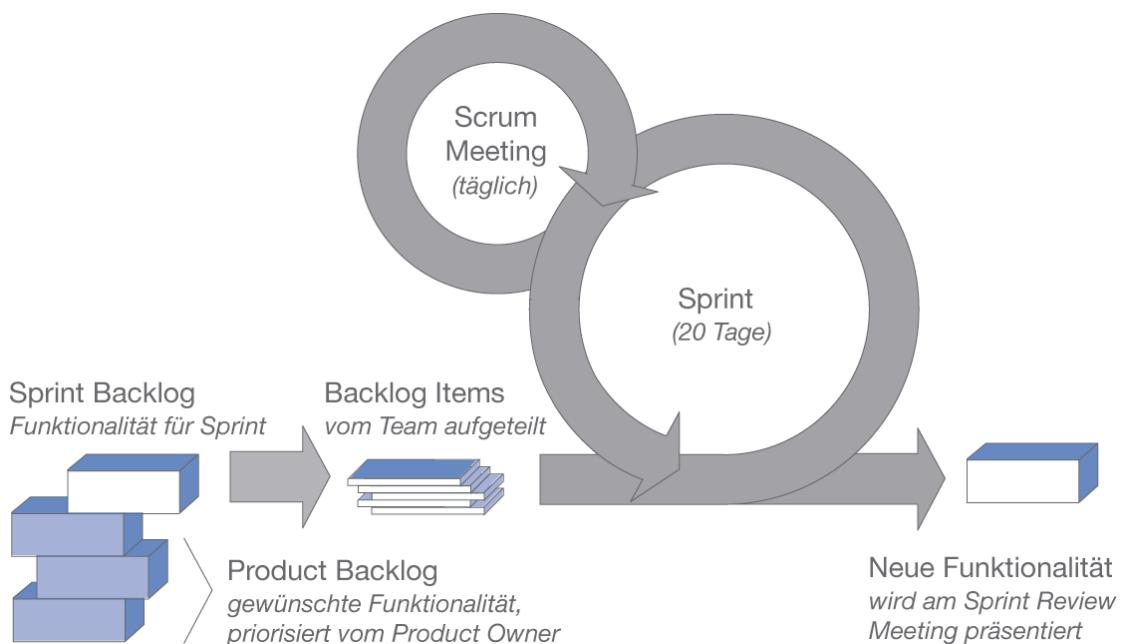 Scrum
Meeting
(täglich)
Sprint
(20 Tage)
Sprint Backlog
Funktionalität für Sprint
Backlog Items
vom Team aufgeteilt
Product Backlog
gewünschte Funktionalität,
priorisiert vom Product Owner
Neue Funktionalität
wird am Sprint Review
Meeting präsentiert